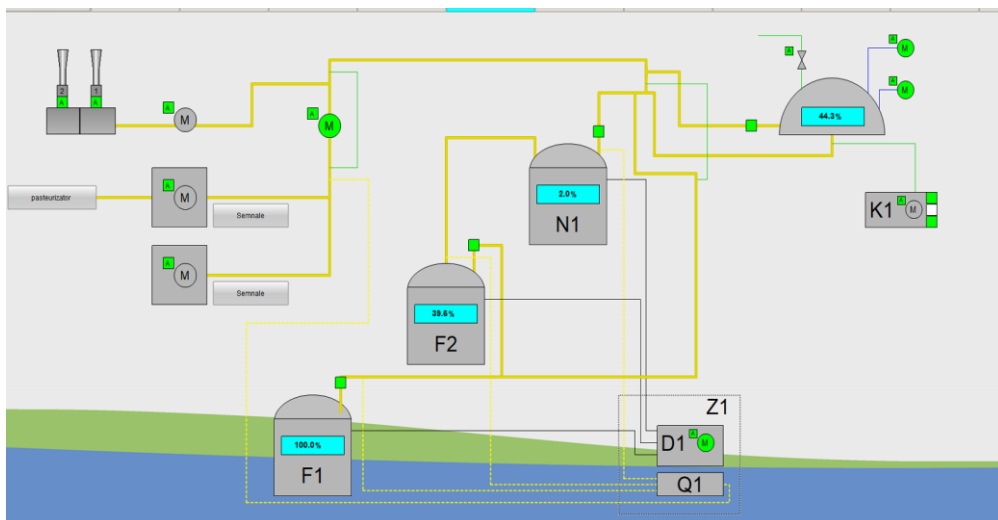 2
1
A
A
A
M
A
M
A
A
M
A
M
44.3%
pasteurizator
A
M
Semnale
2.0%
N1
K1
A
M
A
M
Semnale
39.6%
F2
Z1
100.0%
F1
D1
A
M
Q1